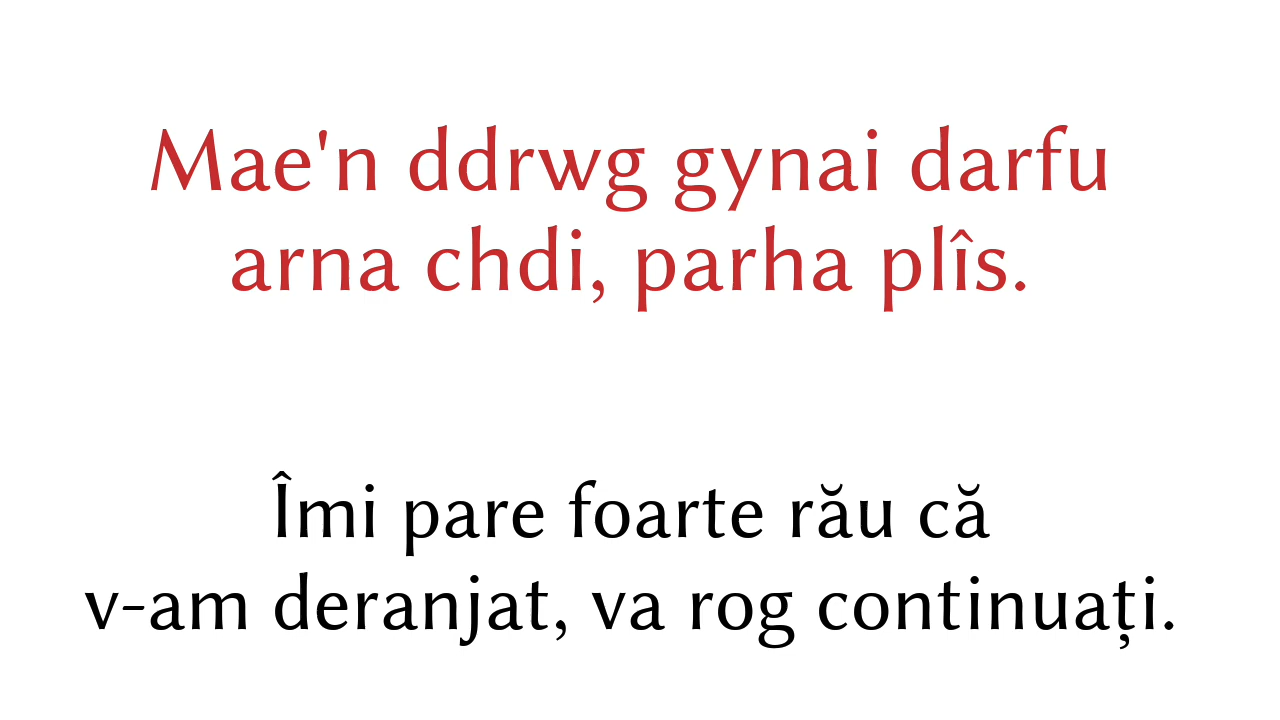 Mae'n ddrwg gynai darfu
arna chdi, parha plîs.
Îmi pare foarte rău că
v-am deranjat, va rog continuați.